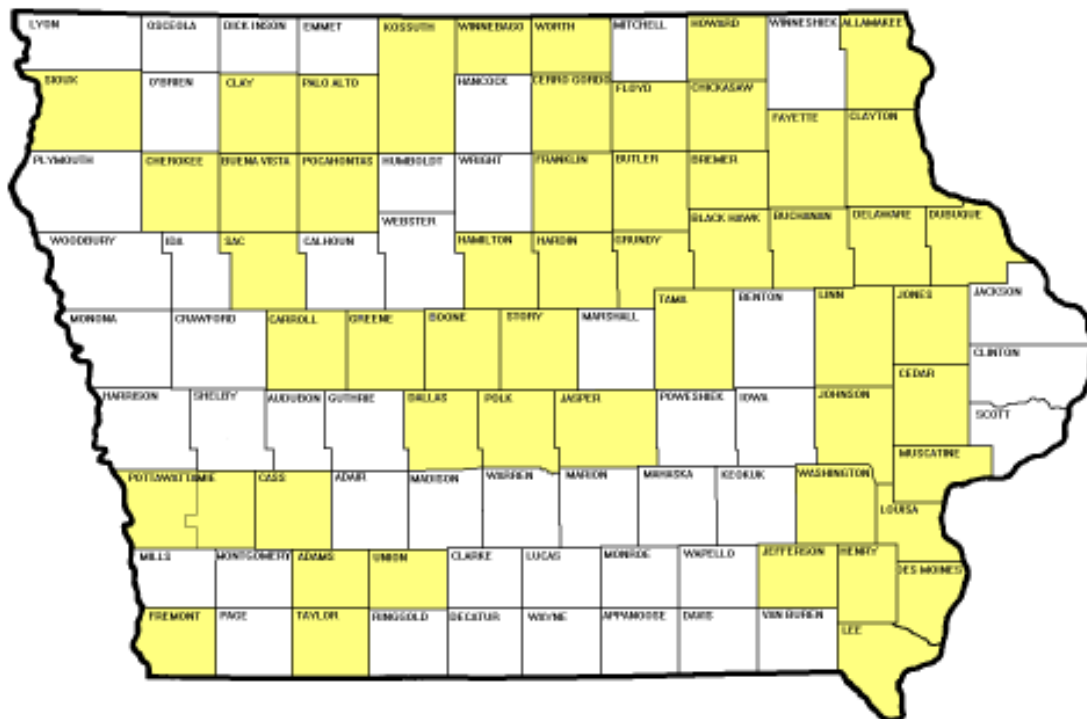 LYON
OSCEOLA
DICKINSON
EMMET
KOSSUTH
WINNEBAGO
WORTH
MITCHELL
HOWARD
WINNESHIEK
ALLAMAKEE
SIOUX
O'BRIEN
CLAY
PALO ALTO
HANCOCK
CERRO GORDO
FLOYD
CHICKASAW
FAYETTE
CLAYTON
PLYMOUTH
CHEROKEE
BUENA VISTA
POCAHONTAS
HUMBOLDT
WRIGHT
FRANKLIN
BUTLER
BREMER
WEBSTER
BLACK HAWK
BUCHANAN
DELAWARE
DUBUQUE
WOODBURY
IDA
SAC
CALHOUN
HAMILTON
HARDIN
GRUNDY
TAMA
BENTON
LINN
JONES
JACKSON
MONONA
CRAWFORD
CARROLL
GREENE
BOONE
STORY
MARSHALL
CLINTON
CEDAR
HARRISON
SHELBY
AUDUBON
GUTHRIE
DALLAS
POLK
JASPER
POWESHIEK
IOWA
JOHNSON
SCOTT
MUSCATINE
POTTAWATTAMIE
CASS
ADAIR
MADISON
WARREN
MARION
MAHASKA
KEOKUK
WASHINGTON
LOUISA
MILLS
MONTGOMERY
ADAMS
UNION
CLARKE
LUCAS
MONROE
WAPELLO
JEFFERSON
HENRY
DES MOINES
FREMONT
PAGE
TAYLOR
RINGGOLD
DECATUR
WAYNE
APPANOOSE
DAVIS
VAN BUREN
LEE